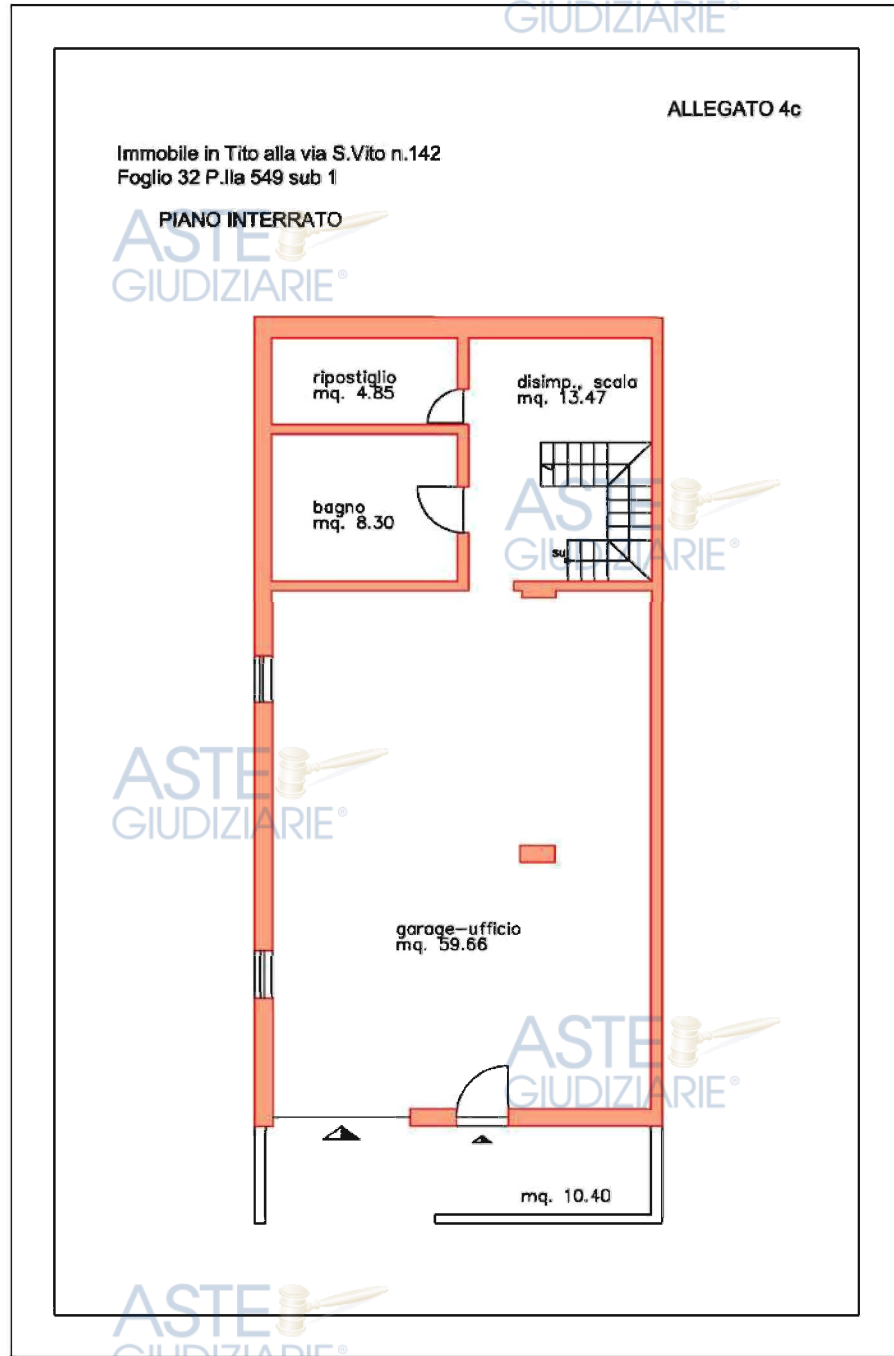 GIUDIZIARIE®
ALLEGATO 4c
Immobile in Tito alla via S.Vito n.142
Foglio 32 P.lla 549 sub 1
PIANO INTERRATO
ASTE
GIUDIZIARIE®
ripostiglio
mq. 4.85
disimp., scala
mq. 13.47
bagno
mq. 8.30
ASTE
GIUDIZIARIE®
su
ASTE
GIUDIZIARIE®
garage-ufficio
mq. 59.66
ASTE
GIUDIZIARIE®
mq. 10.40
ASTE
GIUDIZIARIE®